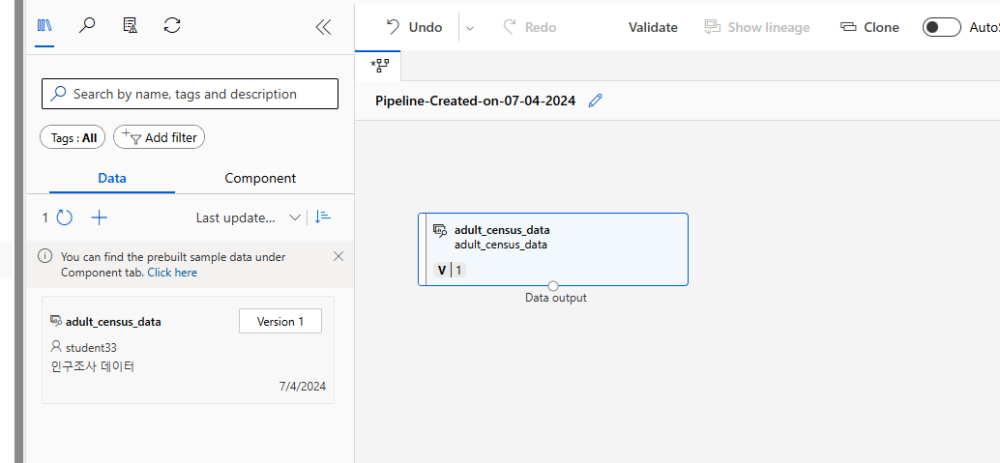 Undo
Redo
Validate
Show lineage
Clone
AutoS
Pipeline-Created-on-07-04-2024
Search by name, tags and description
Tags : All
Add filter
Data
Component
1
Last update...
You can find the prebuilt sample data under
Component tab. Click here
adult_census_data
Version 1
student33
인구조사 데이터
7/4/2024
adult_census_data
adult_census_data
V 1
Data output